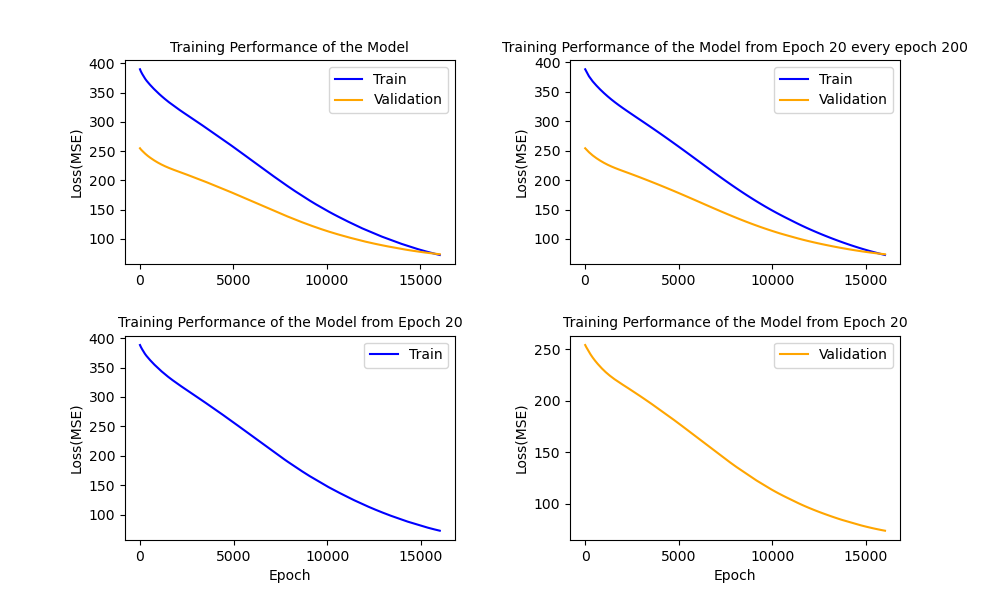 Training Performance of the Model
Training Performance of the Model from Epoch 20 every epoch 200
400
350
300
250
200
150
100
Loss(MSE)
Train
Validation
0
5000
10000
15000
400
350
300
250
200
150
100
Loss(MSE)
Train
Validation
0
5000
10000
15000
Training Performance of the Model from Epoch 20
Training Performance of the Model from Epoch 20
400
350
300
250
200
150
100
Loss(MSE)
Train
0
5000
10000
15000
Epoch
250
200
150
100
Loss(MSE)
Validation
0
5000
10000
15000
Epoch